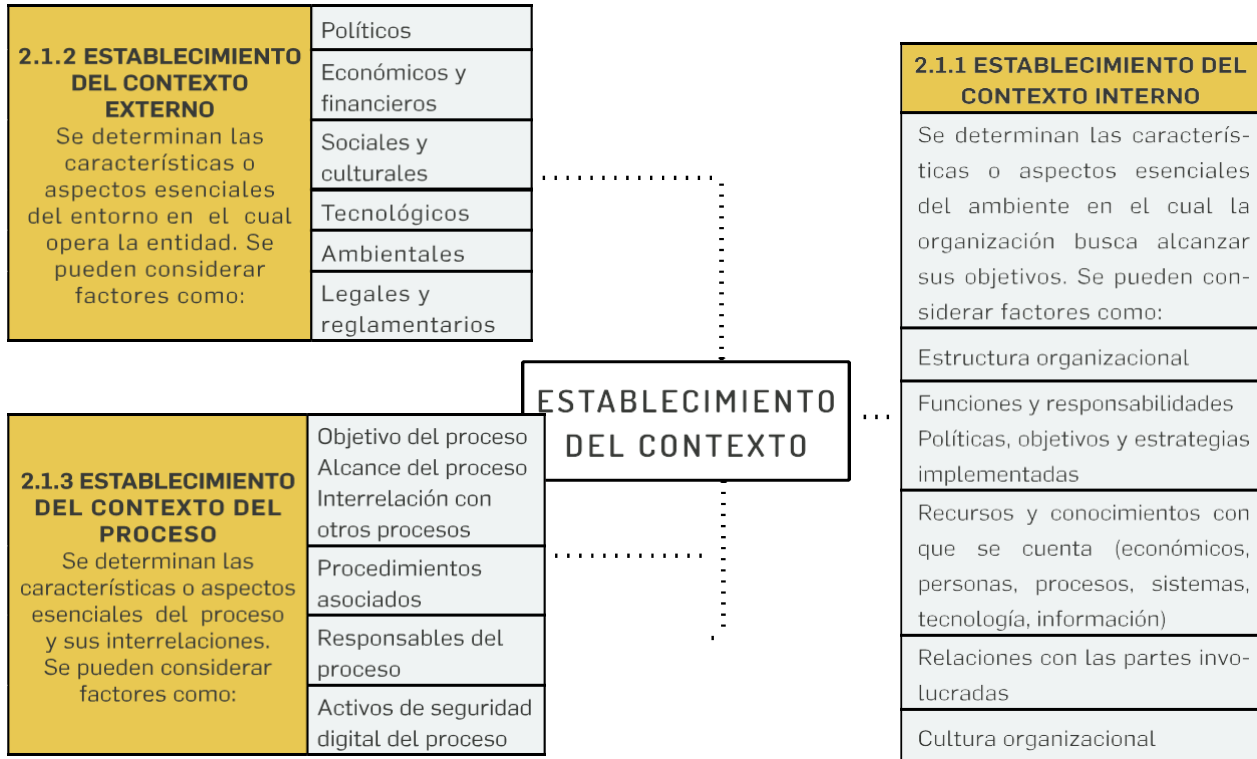 2.1.2 ESTABLECIMIENTO
DEL CONTEXTO
EXTERNO
Se determinan las
características o
aspectos esenciales
del entorno en el cual
opera la entidad. Se
pueden considerar
factores como:
Políticos
Económicos y
financieros
Sociales y
culturales
Tecnológicos
Ambientales
Legales y
reglamentarios
ESTABLECIMIENTO
DEL CONTEXTO
2.1.3 ESTABLECIMIENTO
DEL CONTEXTO DEL
PROCESO
Se determinan las
características o aspectos
esenciales del proceso
y sus interrelaciones.
Se pueden considerar
factores como:
Objetivo del proceso
Alcance del proceso
Interrelación con
otros procesos
Procedimientos
asociados
Responsables del
proceso
Activos de seguridad
digital del proceso
2.1.1 ESTABLECIMIENTO DEL
CONTEXTO INTERNO
Se determinan las caracterís-
ticas o aspectos esenciales
del ambiente en el cual la
organización busca alcanzar
sus objetivos. Se pueden con-
siderar factores como:
Estructura organizacional
Funciones y responsabilidades
Políticas, objetivos y estrategias
implementadas
Recursos y conocimientos con
que se cuenta (económicos,
personas, procesos, sistemas,
tecnología, información)
Relaciones con las partes invo-
lucradas
Cultura organizacional